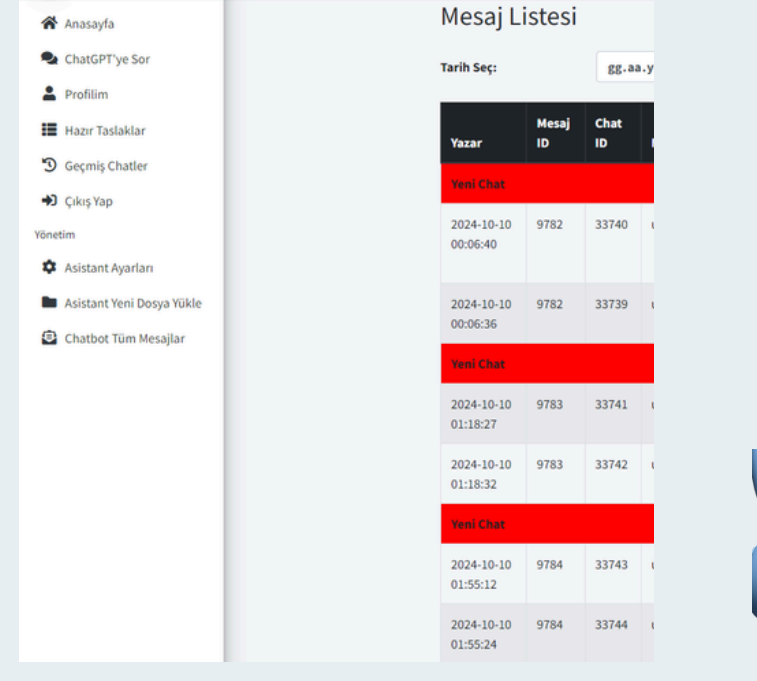 Anasayfa
ChatGPT'ye Sor
Profilim
Hazır Taslaklar
Geçmiş Chatler
Çıkış Yap
Yönetim
Asistant Ayarları
Asistant Yeni Dosya Yükle
Chatbot Tüm Mesajlar
Mesaj Listesi
Tarih Seç: gg.aa.y
Yazar Mesaj ID Chat ID
Yeni Chat
2024-10-10 00:06:40 9782 33740
2024-10-10 00:06:36 9782 33739
Yeni Chat
2024-10-10 01:18:27 9783 33741
2024-10-10 01:18:32 9783 33742
Yeni Chat
2024-10-10 01:55:12 9784 33743
2024-10-10 01:55:24 9784 33744